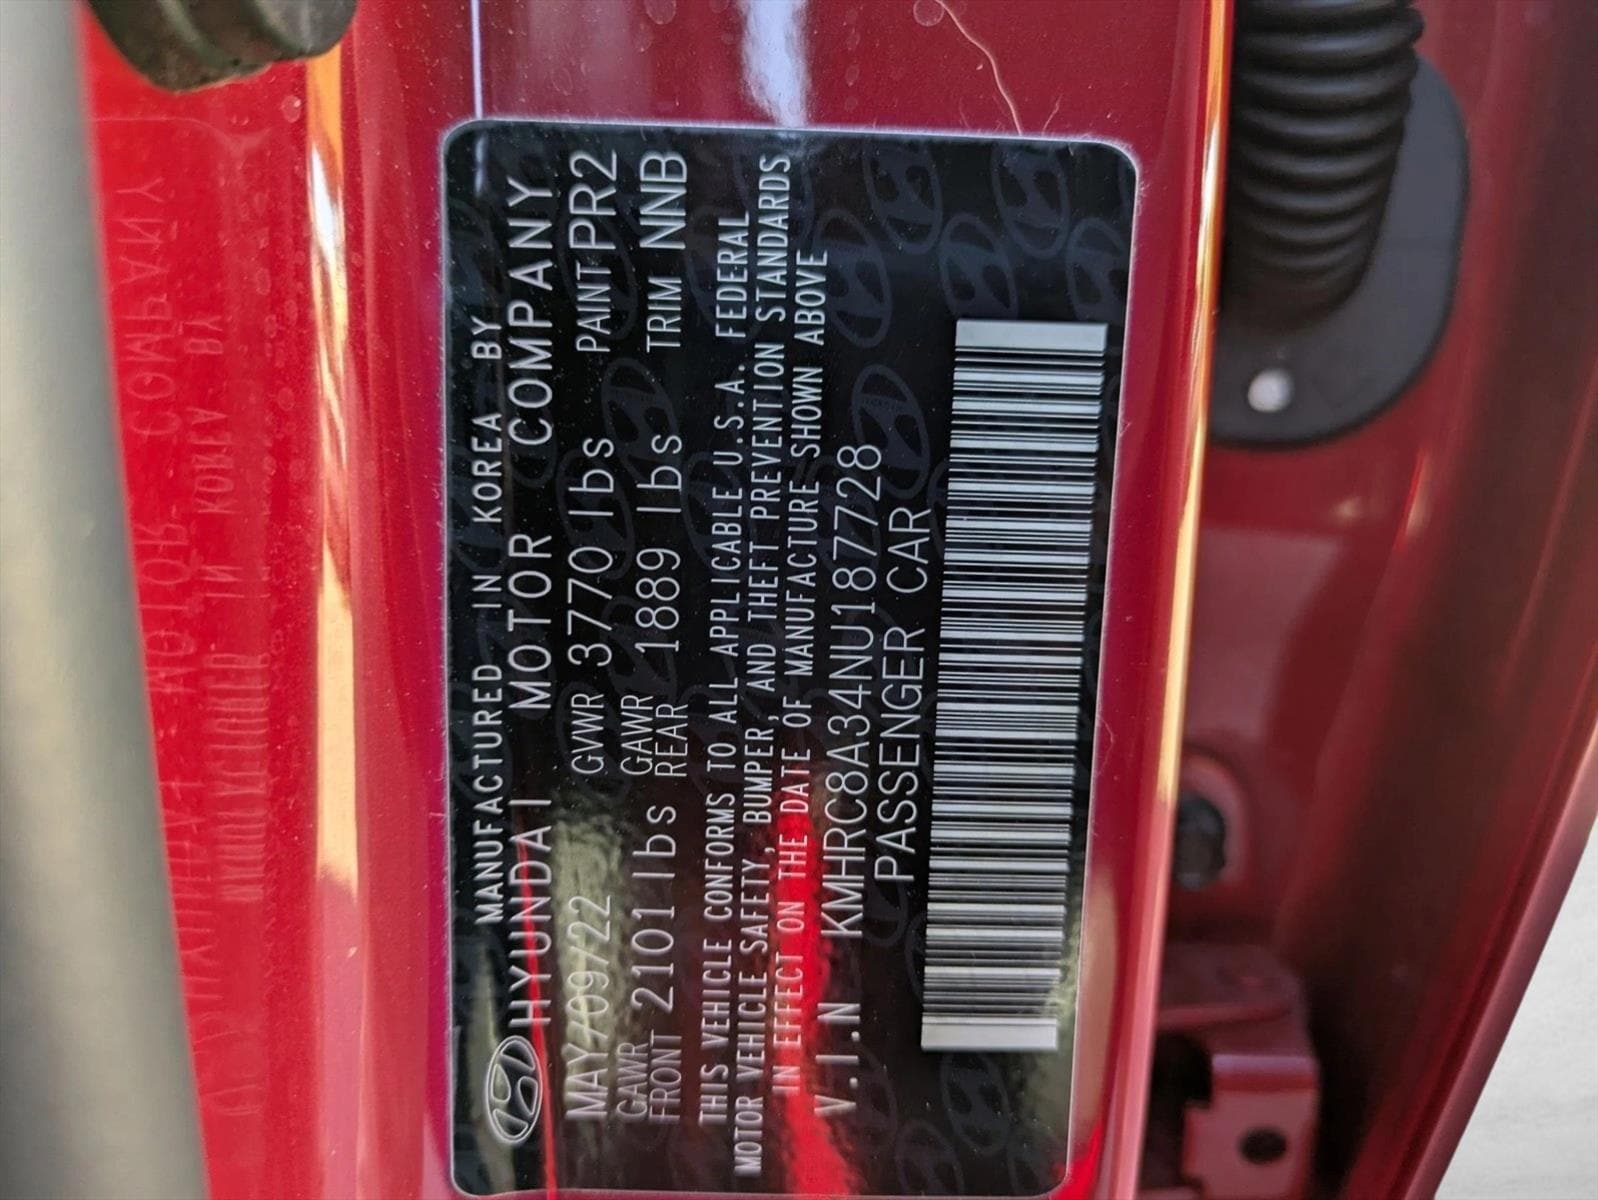 MANUFACTURED IN KOREA BY
HYUNDAI MOTOR COMPANY
MAY/09/22 GVWR 3770 lbs PAINT PR2
GAWR FRONT 2101 lbs GAWR REAR 1889 lbs TRIM NNB
THIS VEHICLE CONFORMS TO ALL APPLICABLE U.S.A. FEDERAL
MOTOR VEHICLE SAFETY, BUMPER, AND THEFT PREVENTION STANDARDS
IN EFFECT ON THE DATE OF MANUFACTURE SHOWN ABOVE
V.I.N KMHRC8A34NU187728
PASSENGER CAR